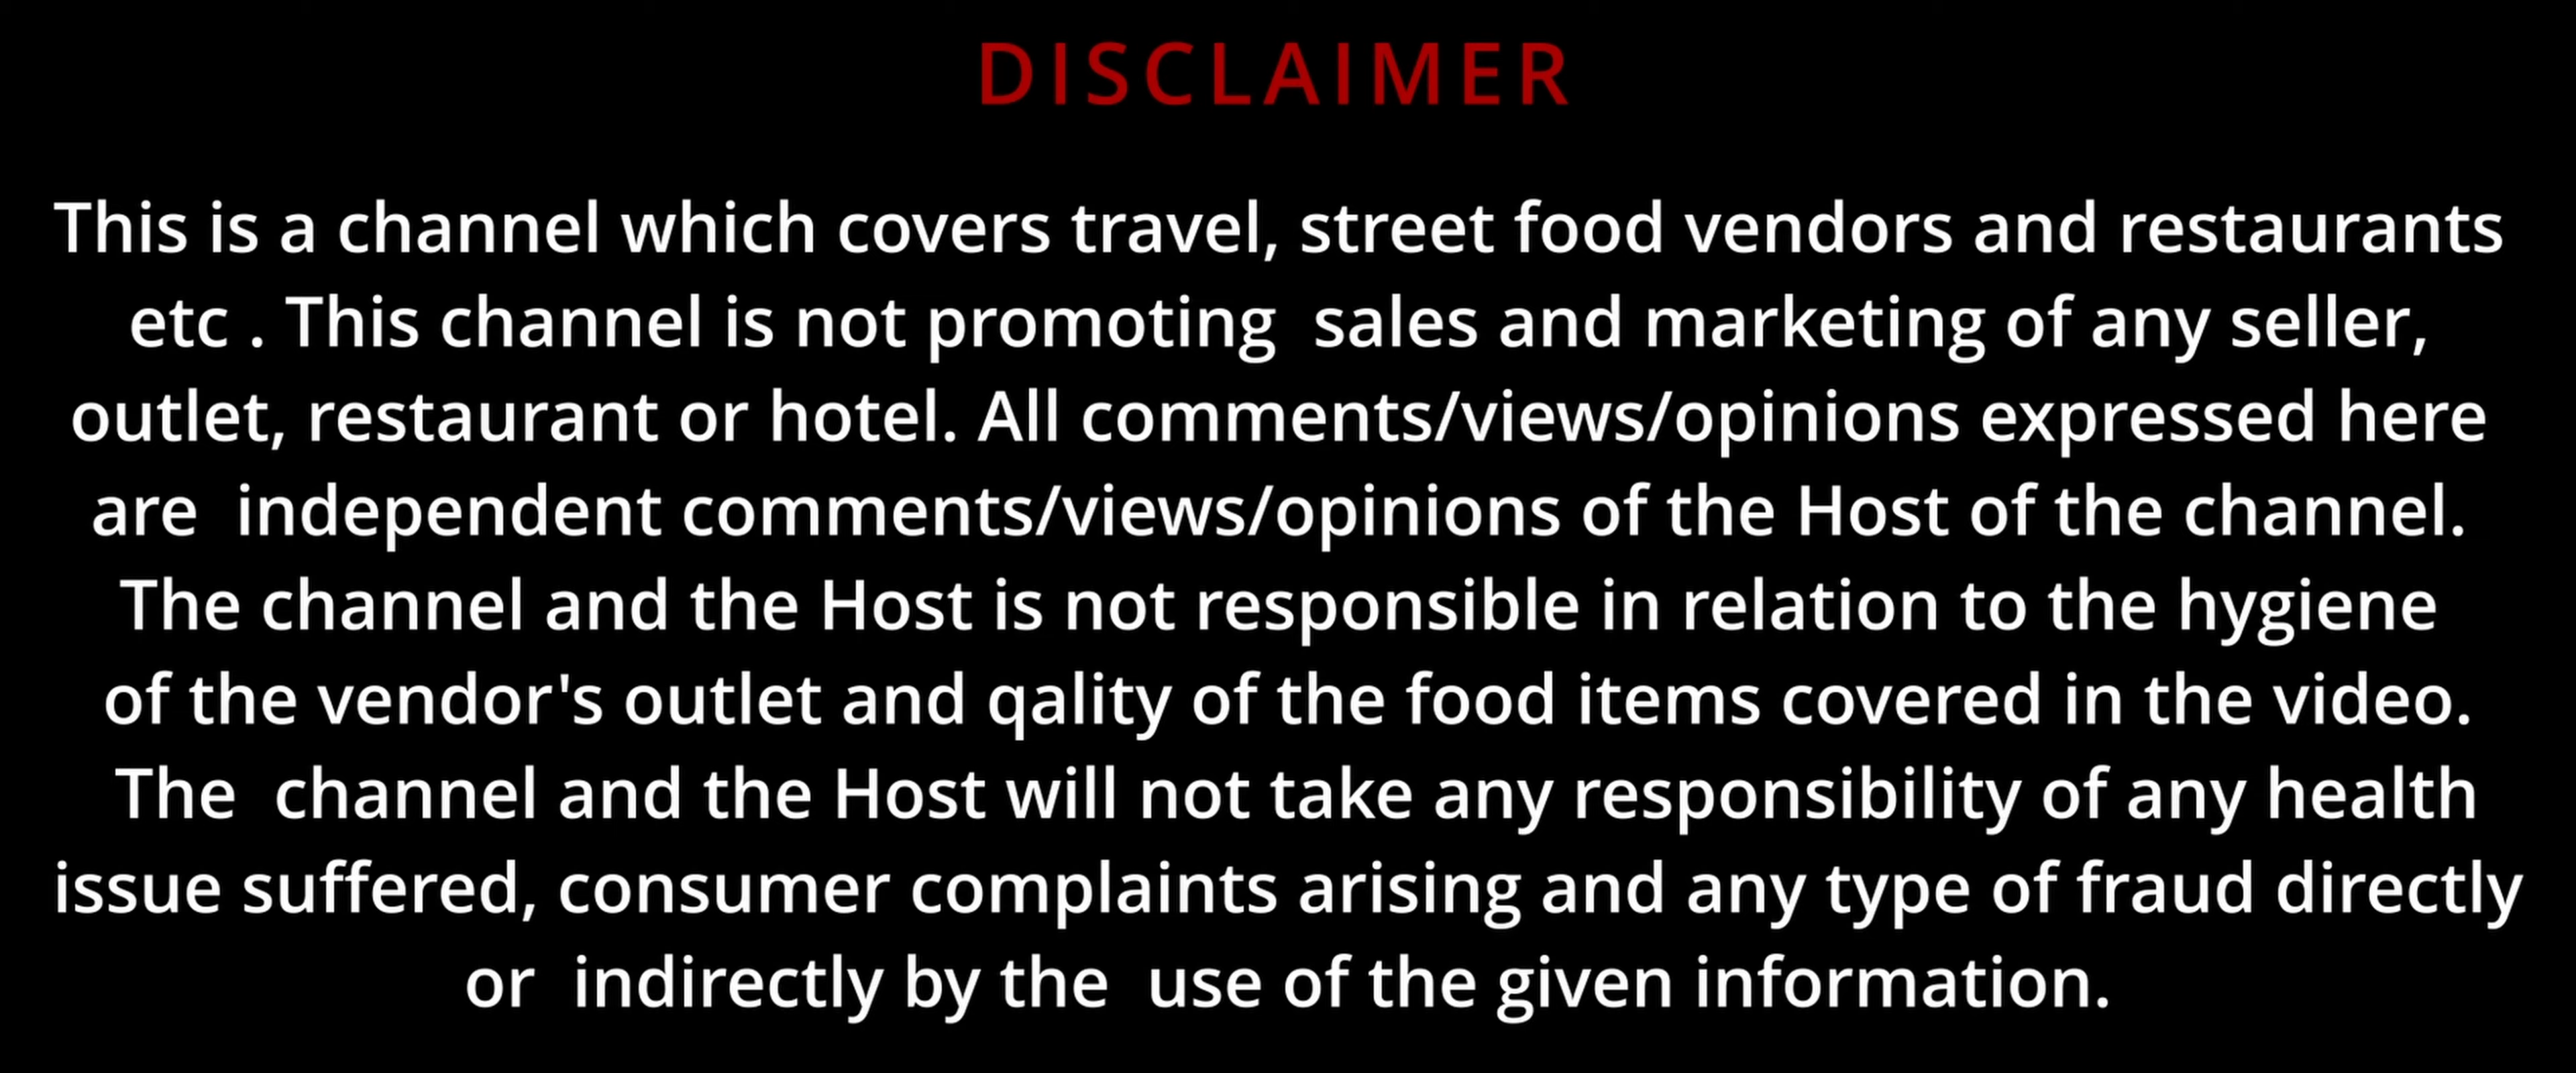 DISCLAIMER
This is a channel which covers travel, street food vendors and restaurants
etc . This channel is not promoting  sales and marketing of any seller,
outlet, restaurant or hotel. All comments/views/opinions expressed here
are  independent comments/views/opinions of the Host of the channel.
The channel and the Host is not responsible in relation to the hygiene
of the vendor's outlet and qality of the food items covered in the video.
The  channel and the Host will not take any responsibility of any health
issue suffered, consumer complaints arising and any type of fraud directly
or  indirectly by the  use of the given information.